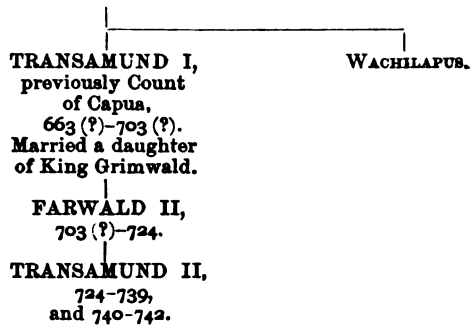 TRANSAMUND I,
previously Count
of Capua,
663 (?)-703 (?).
Married a daughter
of King Grimwald.
WACHILAPUS.
FARWALD II,
703 (?)-724.
TRANSAMUND II,
724-739,
and 740-742.